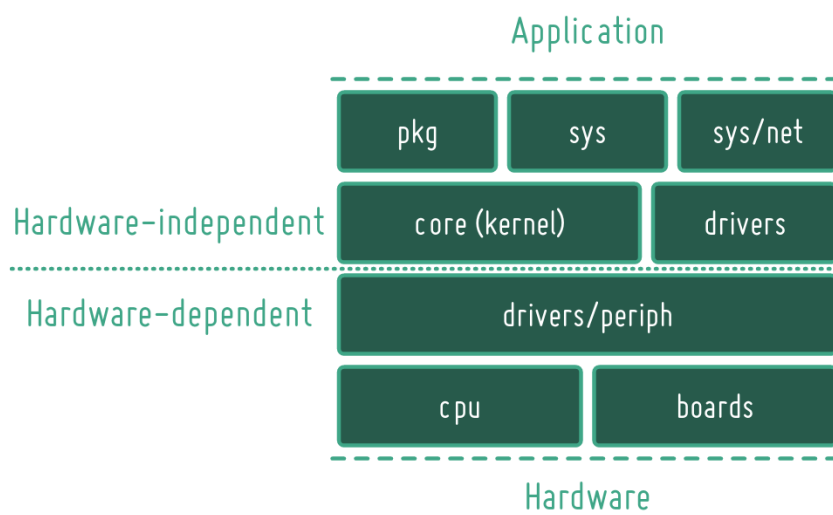 Application
pkg
sys
sys/net
Hardware-independent
core (kernel)
drivers
Hardware-dependent
drivers/periph
cpu
boards
Hardware